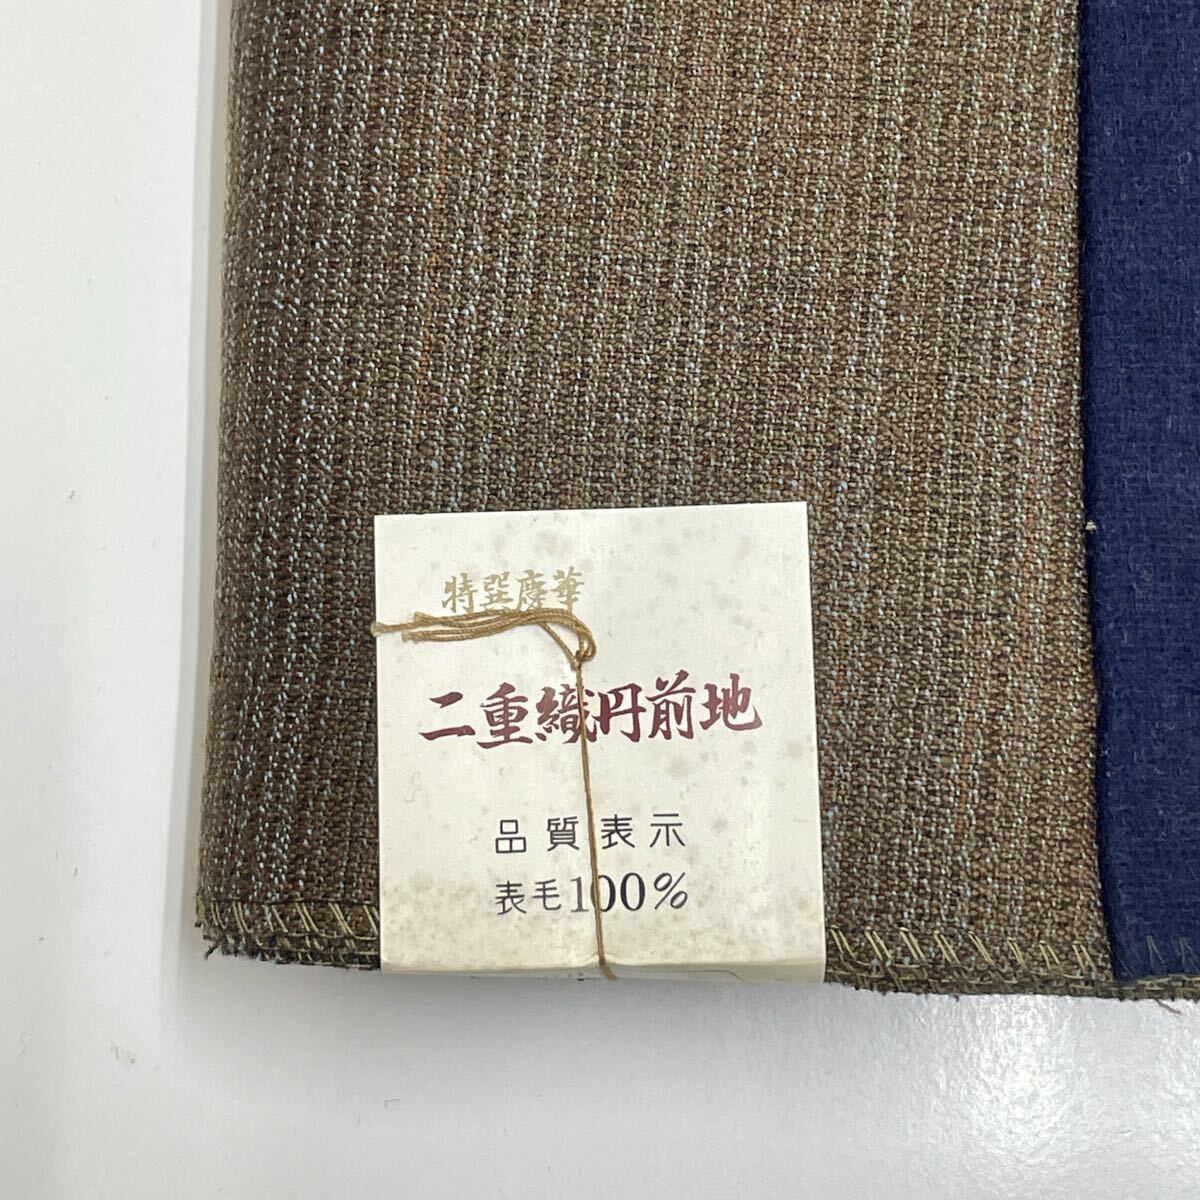 特選慶華
二重織丹前地
品質表示
表毛100%